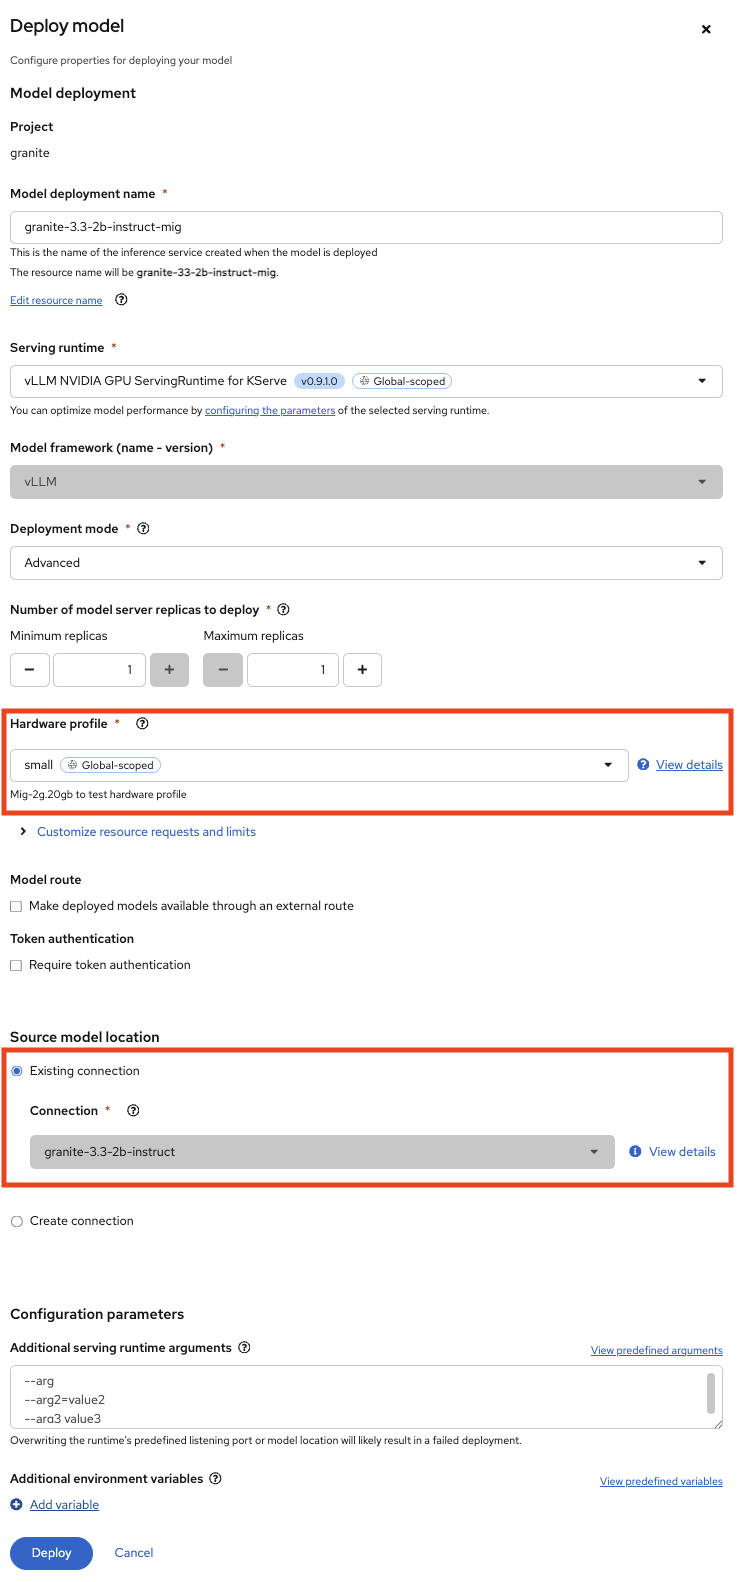 Deploy model
Configure properties for deploying your model
Model deployment
Project
granite
Model deployment name *
granite-3.3-2b-instruct-mig
This is the name of the inference service created when the model is deployed
The resource name will be granite-33-2b-instruct-mig.
Edit resource name
Serving runtime *
vLLM NVIDIA GPU ServingRuntime for KServe v0.9.1.0 Global-scoped
You can optimize model performance by configuring the parameters of the selected serving runtime.
Model framework (name - version) *
vLLM
Deployment mode *
Advanced
Number of model server replicas to deploy *
Minimum replicas Maximum replicas
− 1 + − 1 +
Hardware profile *
small Global-scoped View details
Mig-2g.20gb to test hardware profile
Customize resource requests and limits
Model route
Make deployed models available through an external route
Token authentication
Require token authentication
Source model location
Existing connection
Connection *
granite-3.3-2b-instruct View details
Create connection
Configuration parameters
Additional serving runtime arguments View predefined arguments
--arg
--arg2=value2
--arg3 value3
Overwriting the runtime's predefined listening port or model location will likely result in a failed deployment.
Additional environment variables View predefined variables
Add variable
Deploy Cancel